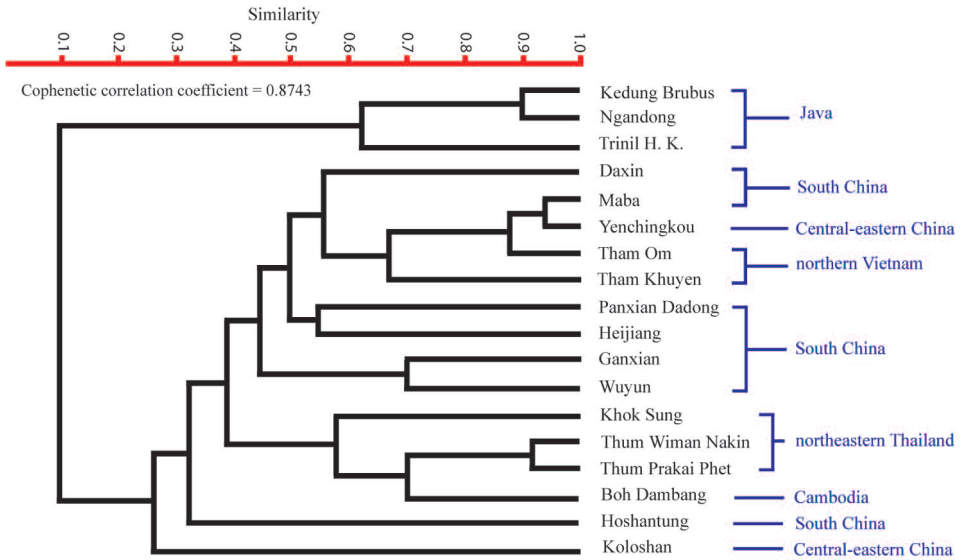 Similarity
0.1 0.2 0.3 0.4 0.5 0.6 0.7 0.8 0.9 1.0
Cophenetic correlation coefficient = 0.8743
Kedung Brubus
Ngandong
Java
Trinil H. K.
Daxin
South China
Maba
Yenchingkou
Central-eastern China
Tham Om
northern Vietnam
Tham Khuyen
Panxian Dadong
Heijiang
South China
Ganxian
Wuyun
Khok Sung
Thum Wiman Nakin
northeastern Thailand
Thum Prakai Phet
Boh Dambang
Cambodia
Hoshantung
South China
Koloshan
Central-eastern China